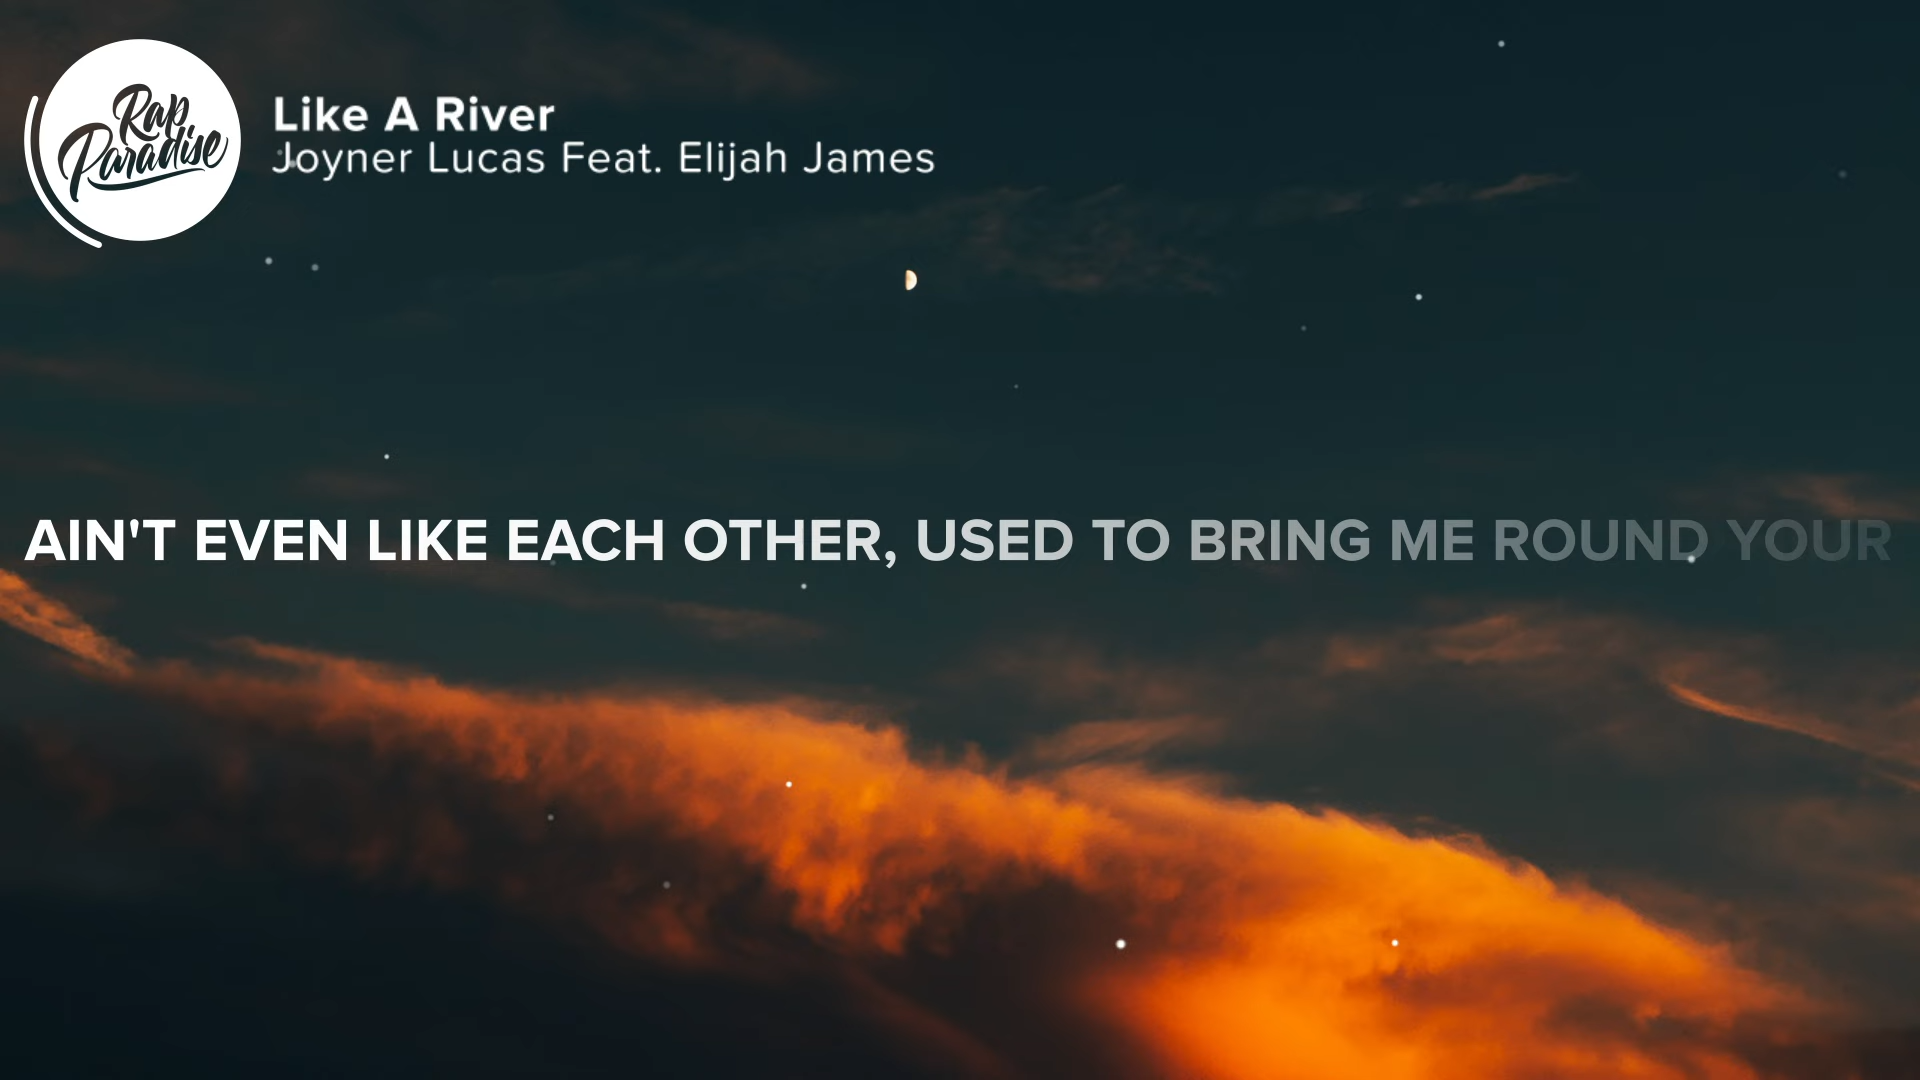 Rap
Paradise
Like A River
Joyner Lucas Feat. Elijah James
AIN'T EVEN LIKE EACH OTHER, USED TO BRING ME ROUND YOUR